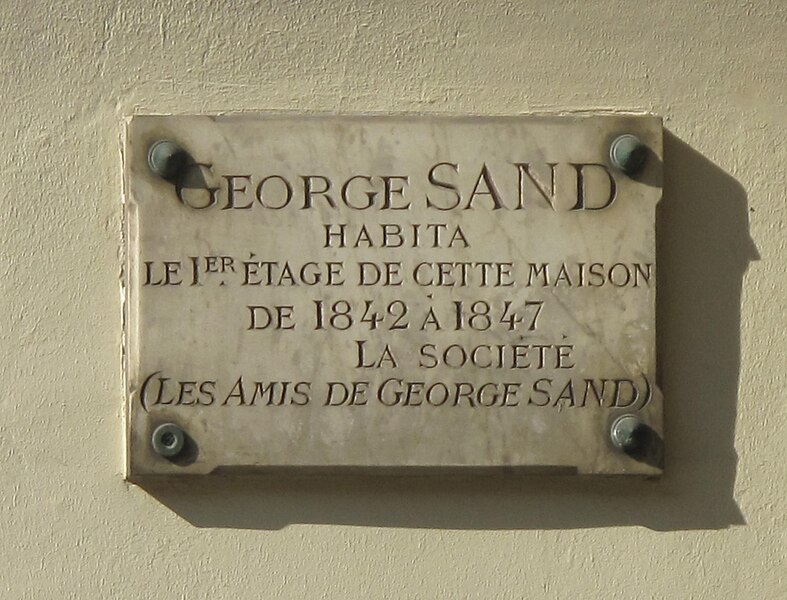 GEORGE SAND
HABITA
LE 1ER ÉTAGE DE CETTE MAISON
DE 1842 À 1847
LA SOCIÉTÉ
(LES AMIS DE GEORGE SAND)